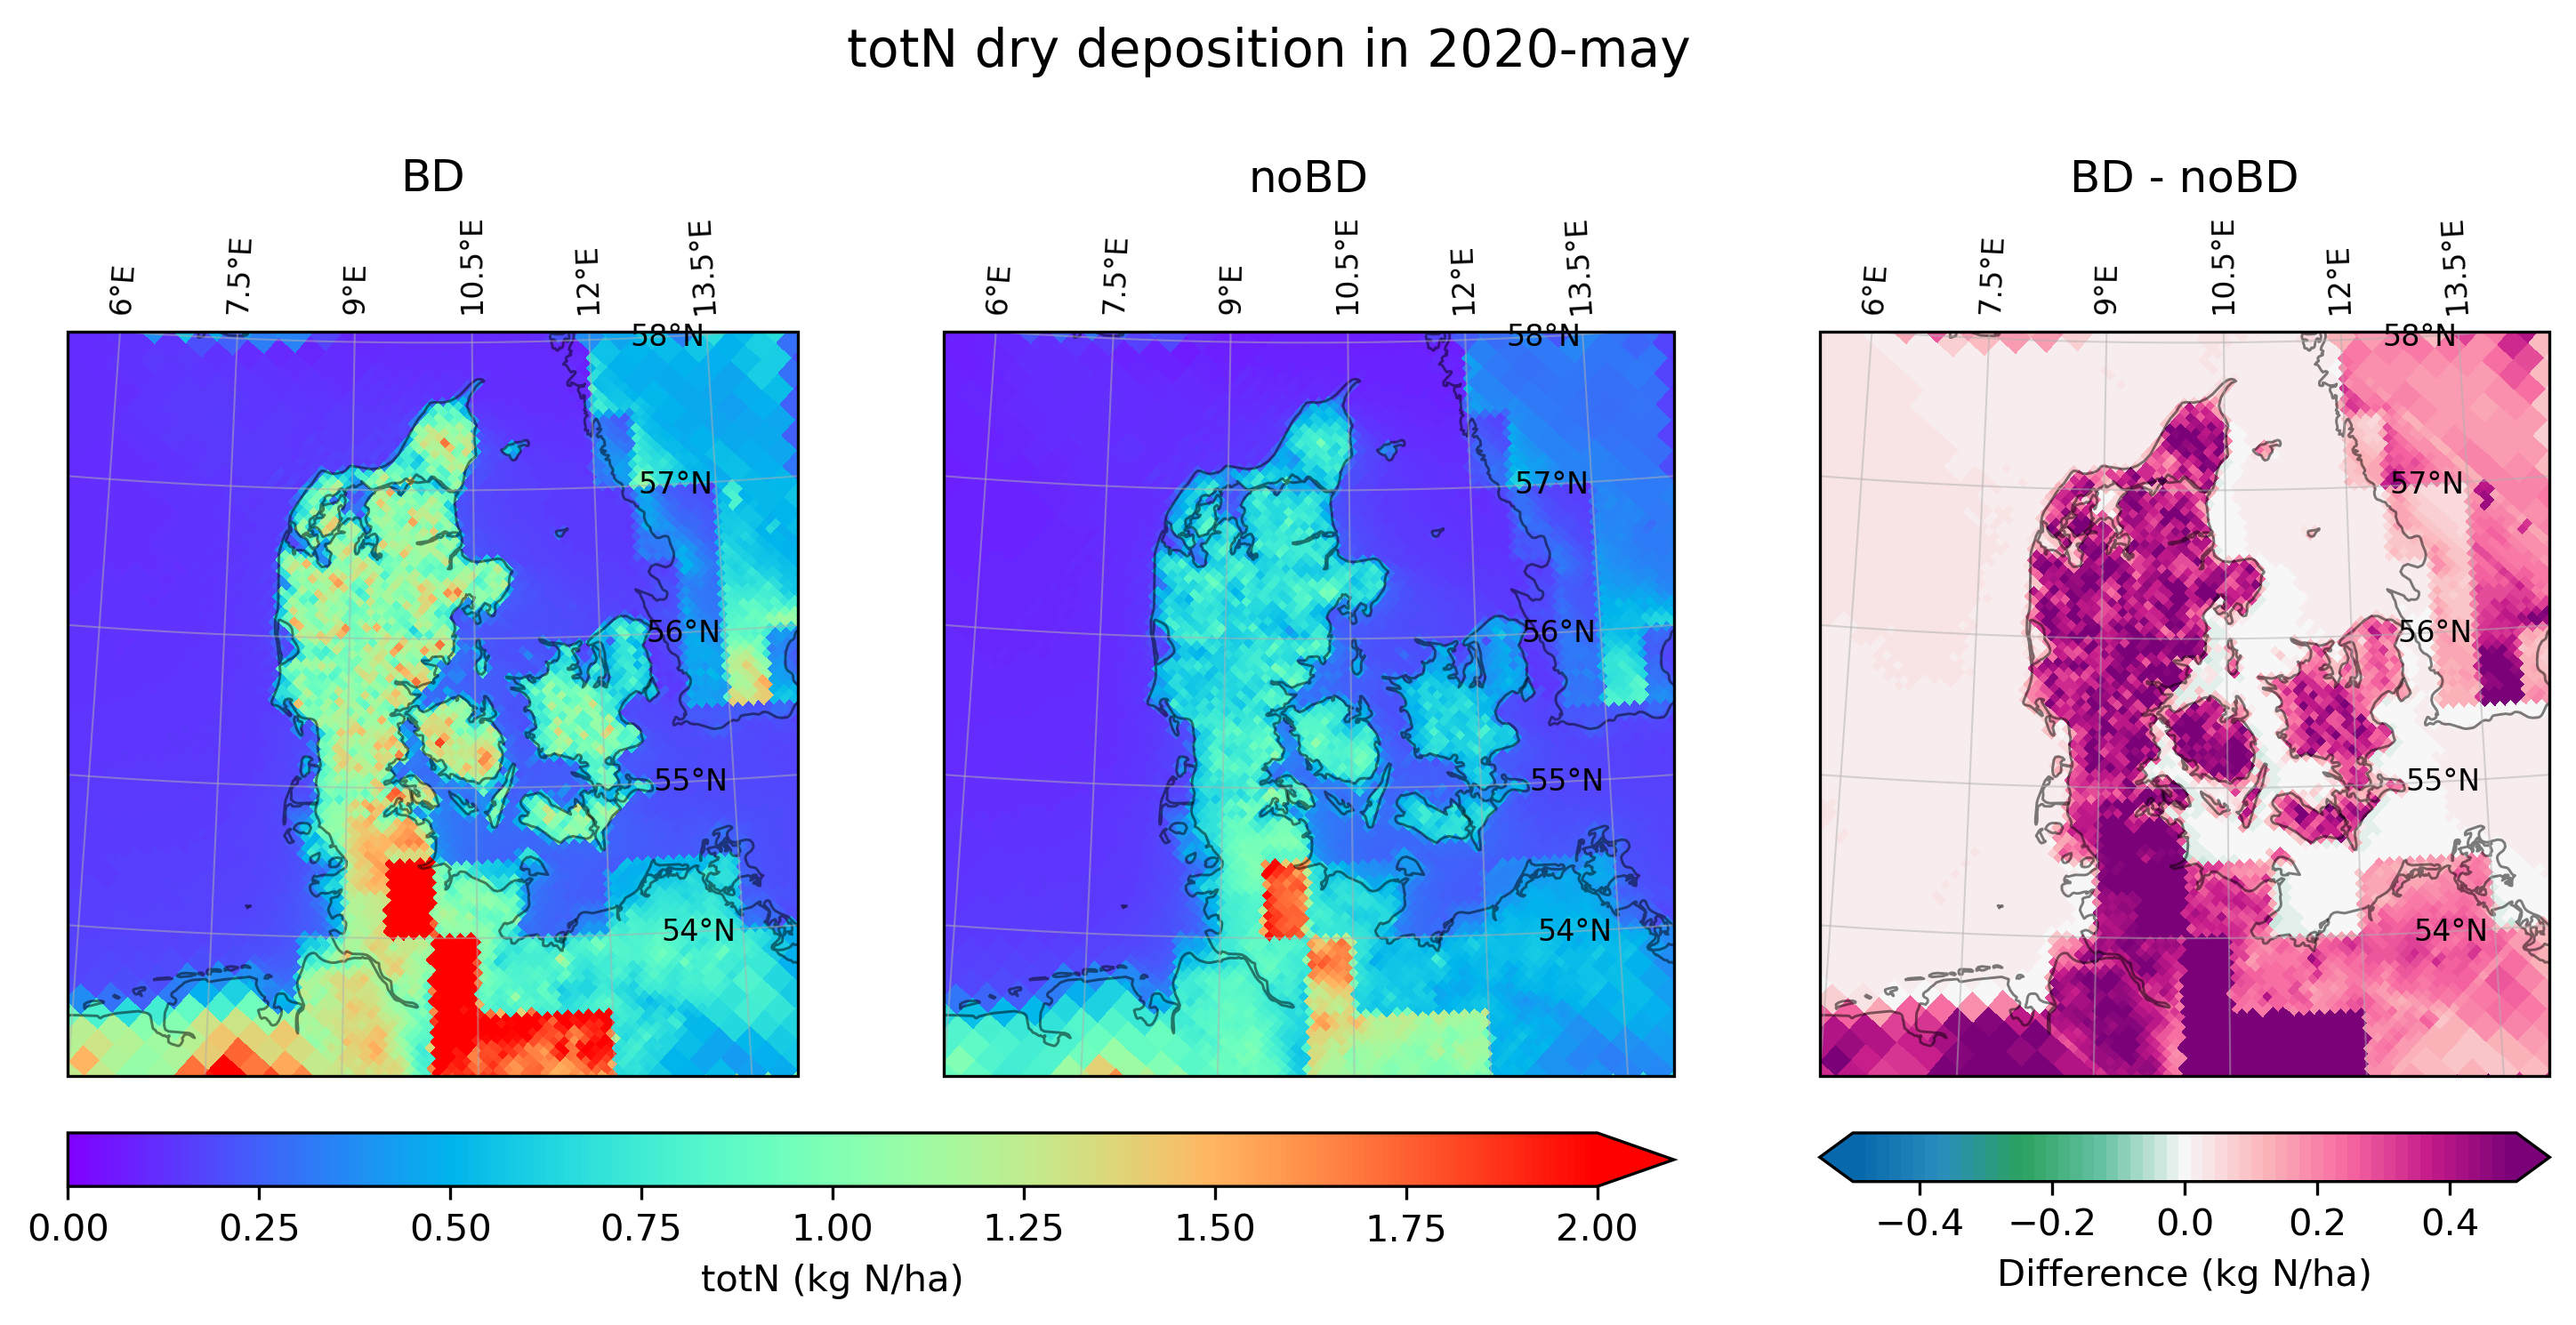 totN dry deposition in 2020-may
BD
noBD
BD - noBD
6°E 7.5°E 9°E 10.5°E 12°E 13.5°E
6°E 7.5°E 9°E 10.5°E 12°E 13.5°E
6°E 7.5°E 9°E 10.5°E 12°E 13.5°E
58°N 58°N 58°N
57°N 57°N 57°N
56°N 56°N 56°N
55°N 55°N 55°N
54°N 54°N 54°N
0.00 0.25 0.50 0.75 1.00 1.25 1.50 1.75 2.00
totN (kg N/ha)
−0.4 −0.2 0.0 0.2 0.4
Difference (kg N/ha)